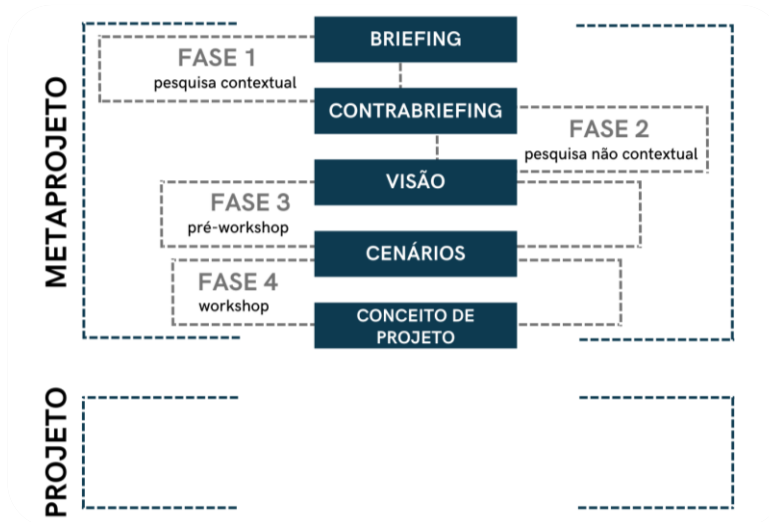 METAPROJETO
BRIEFING
FASE 1
pesquisa contextual
CONTRABRIEFING
FASE 2
pesquisa não contextual
VISÃO
FASE 3
pré-workshop
CENÁRIOS
FASE 4
workshop
CONCEITO DE
PROJETO
PROJETO